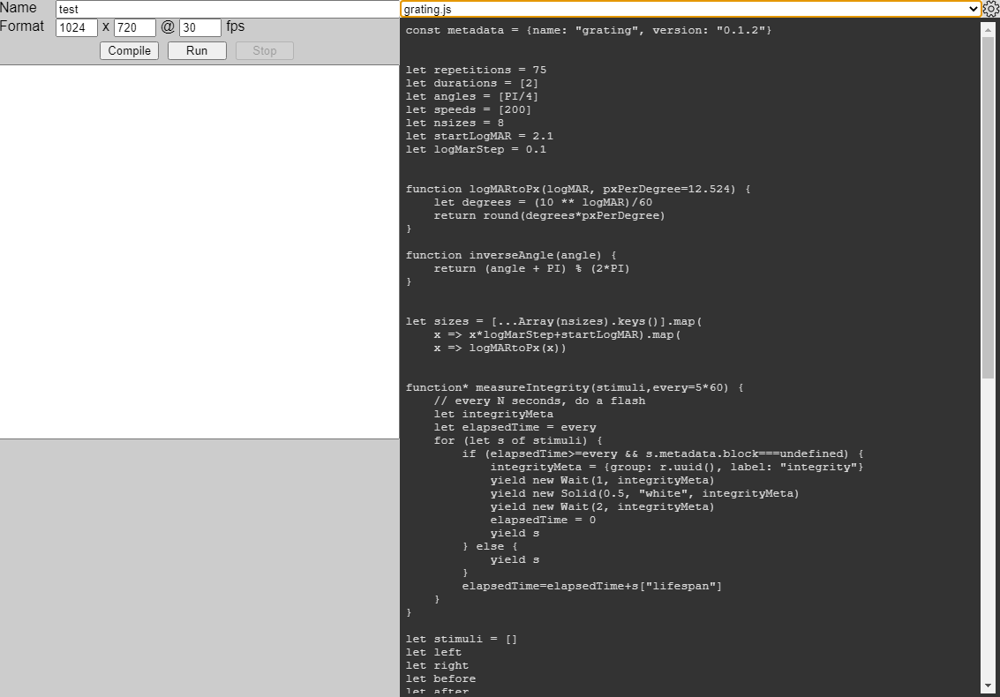 Name test
Format 1024 x 720 @ 30 fps
Compile Run Stop
grating.js
const metadata = {name: "grating", version: "0.1.2"}
let repetitions = 75
let durations = [2]
let angles = [PI/4]
let speeds = [200]
let nsizes = 8
let startLogMAR = 2.1
let logMarStep = 0.1
function logMARtoPx(logMAR, pxPerDegree=12.524) {
    let degrees = (10 ** logMAR)/60
    return round(degrees*pxPerDegree)
}
function inverseAngle(angle) {
    return (angle + PI) % (2*PI)
}
let sizes = [...Array(nsizes).keys()].map(
    x => x*logMarStep+startLogMAR).map(
    x => logMARtoPx(x))
function* measureIntegrity(stimuli,every=5*60) {
    // every N seconds, do a flash
    let integrityMeta
    let elapsedTime = every
    for (let s of stimuli) {
        if (elapsedTime>=every && s.metadata.block===undefined) {
            integrityMeta = {group: r.uuid(), label: "integrity"}
            yield new Wait(1, integrityMeta)
            yield new Solid(0.5, "white", integrityMeta)
            yield new Wait(2, integrityMeta)
            elapsedTime = 0
            yield s
        } else {
            yield s
        }
        elapsedTime=elapsedTime+s["lifespan"]
    }
}
let stimuli = []
let left
let right
let before
let after